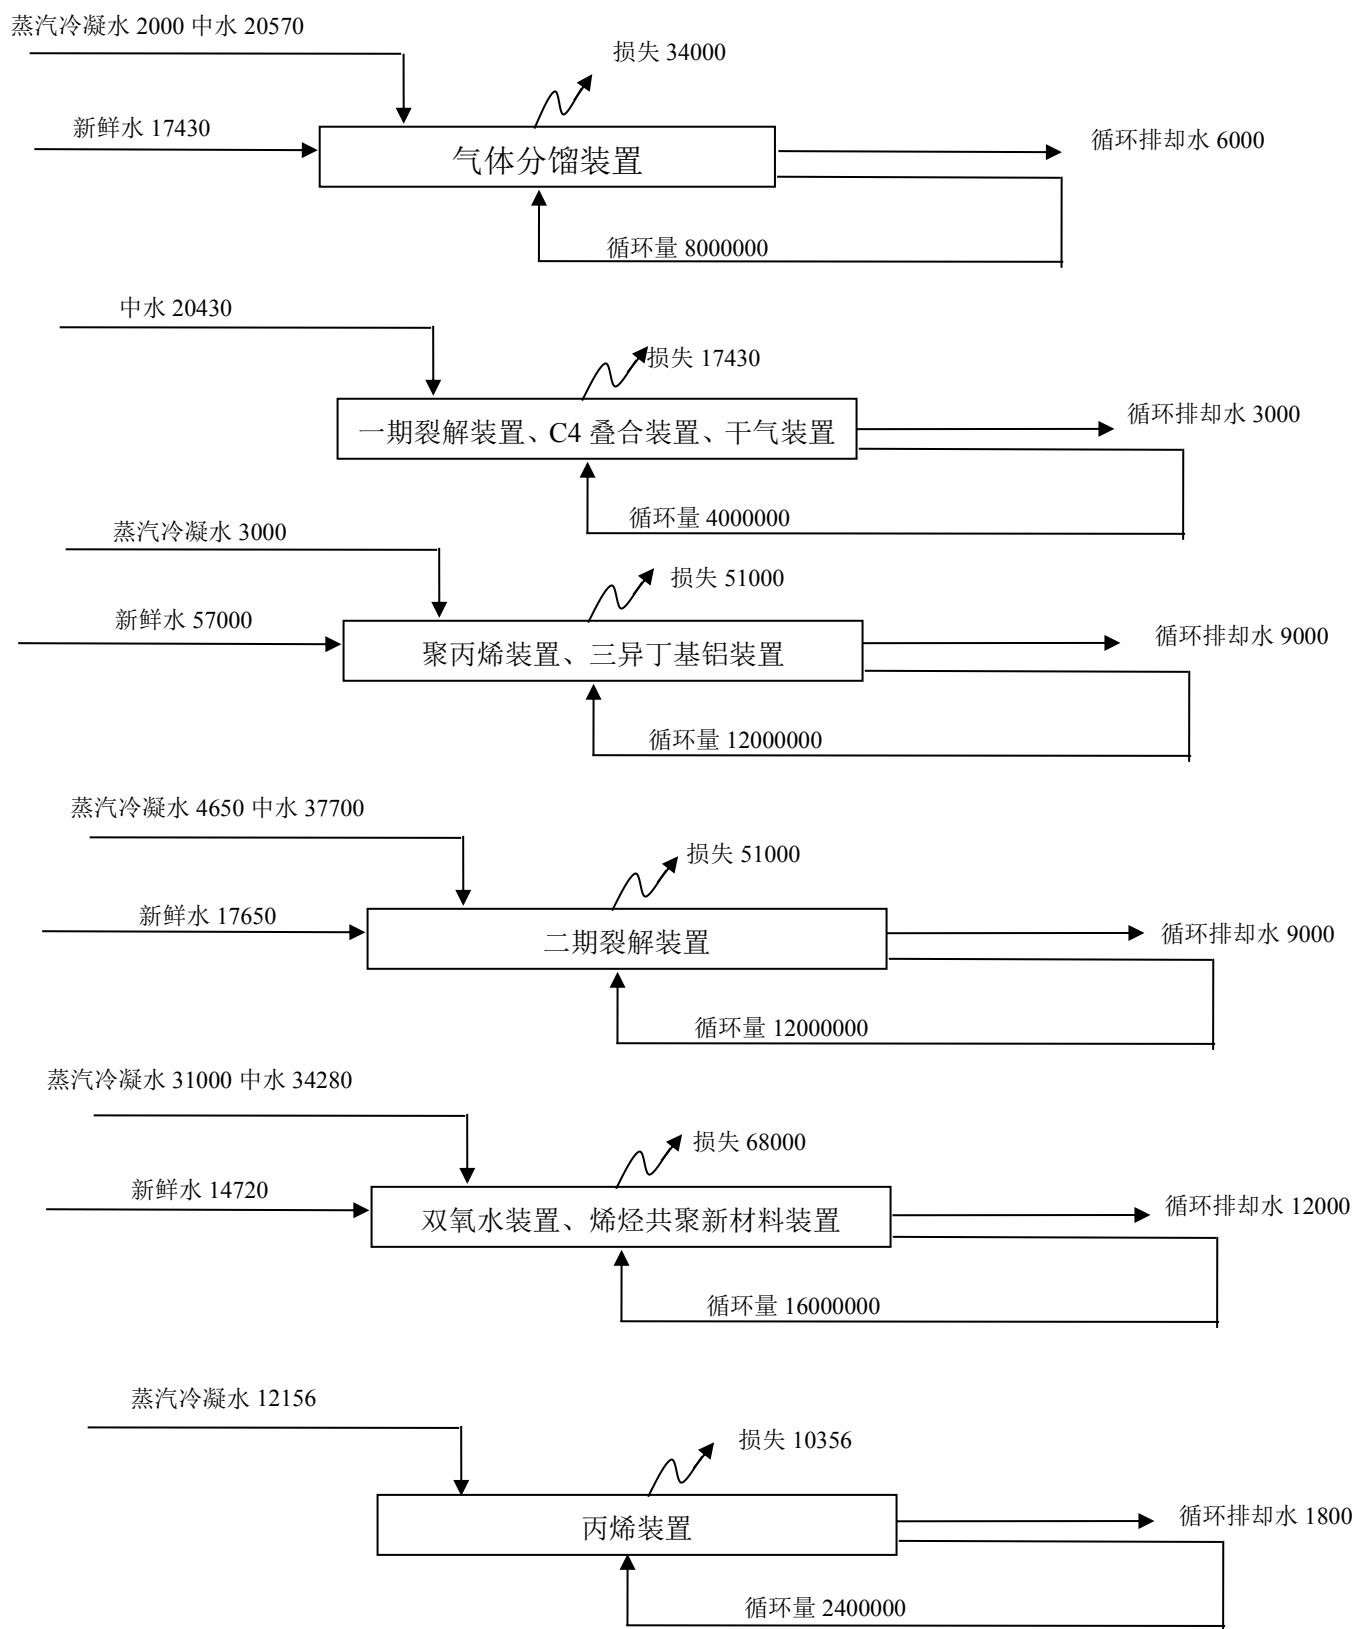 蒸汽冷凝水 2000 中水 20570
损失 34000
新鲜水 17430
循环排却水 6000
气体分馏装置
循环量 8000000
中水 20430
损失 17430
循环排却水 3000
一期裂解装置、C4 叠合装置、干气装置
循环量 4000000
蒸汽冷凝水 3000
损失 51000
新鲜水 57000
循环排却水 9000
聚丙烯装置、三异丁基铝装置
循环量 12000000
蒸汽冷凝水 4650 中水 37700
损失 51000
新鲜水 17650
循环排却水 9000
二期裂解装置
循环量 12000000
蒸汽冷凝水 31000 中水 34280
损失 68000
新鲜水 14720
循环排却水 12000
双氧水装置、烯烃共聚新材料装置
循环量 16000000
蒸汽冷凝水 12156
损失 10356
循环排却水 1800
丙烯装置
循环量 2400000